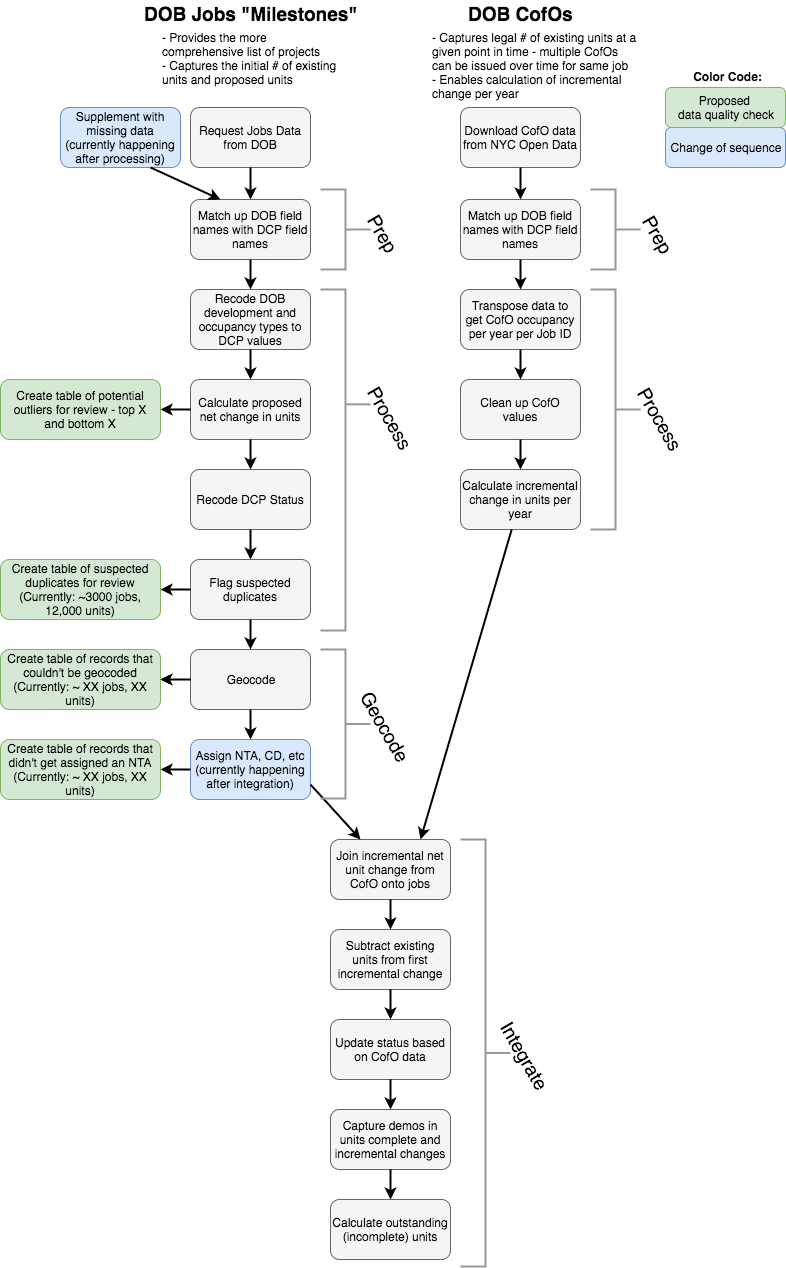 DOB Jobs "Milestones"
- Provides the more
comprehensive list of projects
- Captures the initial # of existing
units and proposed units
DOB CofOs
- Captures legal # of existing units at a
given point in time - multiple CofOs
can be issued over time for same job
- Enables calculation of incremental
change per year
Color Code:
Proposed
data quality check
Change of sequence
Supplement with
missing data
(currently happening
after processing)
Request Jobs Data
from DOB
Match up DOB field
names with DCP field
names
Prep
Recode DOB
development and
occupancy types to
DCP values
Create table of potential
outliers for review - top X
and bottom X
Calculate proposed
net change in units
Process
Recode DCP Status
Create table of suspected
duplicates for review
(Currently: ~3000 jobs,
12,000 units)
Flag suspected
duplicates
Create table of records that
couldn't be geocoded
(Currently: ~ XX jobs, XX
units)
Geocode
Geocode
Create table of records that
didn't get assigned an NTA
(Currently: ~ XX jobs, XX
units)
Assign NTA, CD, etc
(currently happening
after integration)
Download CofO data
from NYC Open Data
Match up DOB field
names with DCP field
names
Prep
Transpose data to
get CofO occupancy
per year per Job ID
Clean up CofO
values
Process
Calculate incremental
change in units per
year
Join incremental net
unit change from
CofO onto jobs
Subtract existing
units from first
incremental change
Update status based
on CofO data
Integrate
Capture demos in
units complete and
incremental changes
Calculate outstanding
(incomplete) units